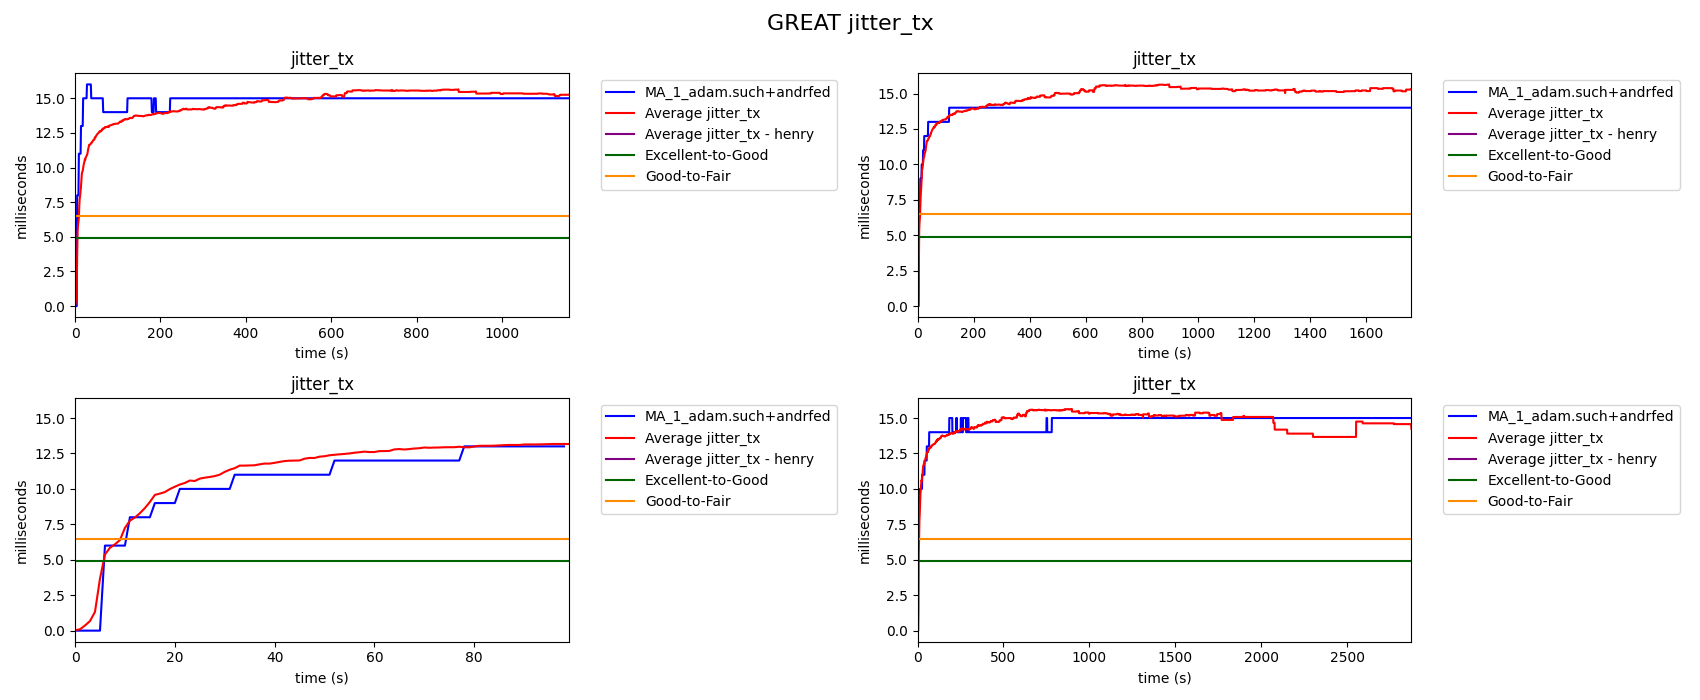 GREAT jitter_tx
jitter_tx
milliseconds
15.0
12.5
10.0
7.5
5.0
2.5
0.0
0 200 400 600 800 1000
time (s)
MA_1_adam.such+andrfed
Average jitter_tx
Average jitter_tx - henry
Excellent-to-Good
Good-to-Fair
jitter_tx
milliseconds
15.0
12.5
10.0
7.5
5.0
2.5
0.0
0 200 400 600 800 1000 1200 1400 1600
time (s)
MA_1_adam.such+andrfed
Average jitter_tx
Average jitter_tx - henry
Excellent-to-Good
Good-to-Fair
jitter_tx
milliseconds
15.0
12.5
10.0
7.5
5.0
2.5
0.0
0 20 40 60 80
time (s)
MA_1_adam.such+andrfed
Average jitter_tx
Average jitter_tx - henry
Excellent-to-Good
Good-to-Fair
jitter_tx
milliseconds
15.0
12.5
10.0
7.5
5.0
2.5
0.0
0 500 1000 1500 2000 2500
time (s)
MA_1_adam.such+andrfed
Average jitter_tx
Average jitter_tx - henry
Excellent-to-Good
Good-to-Fair